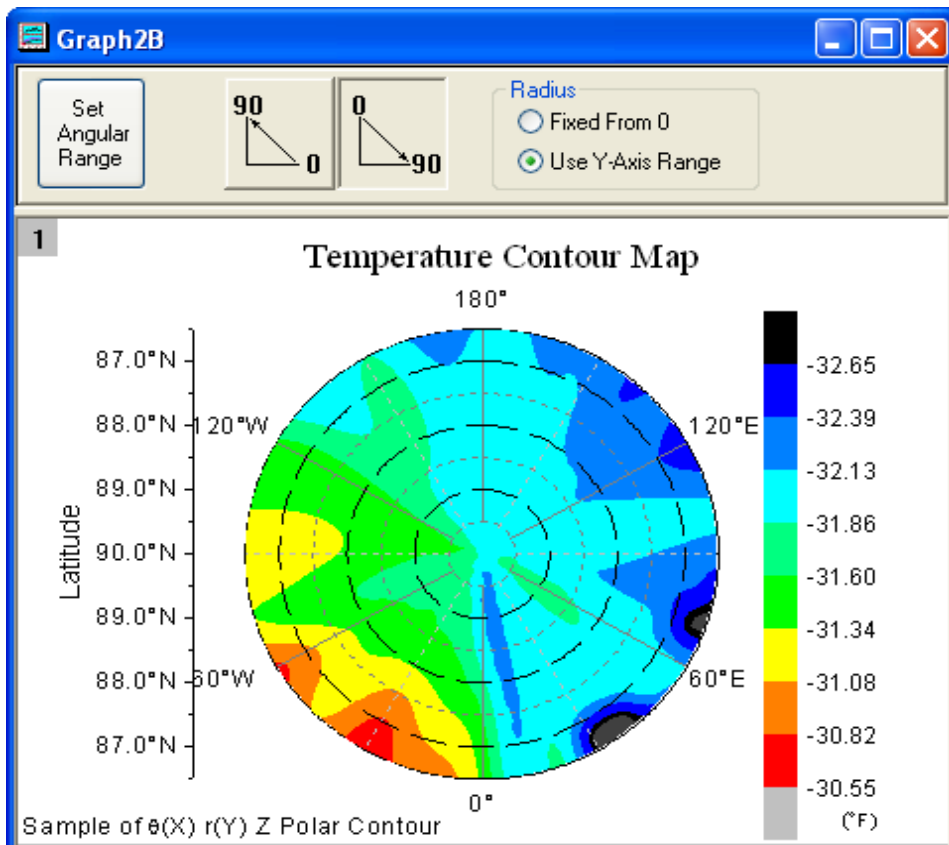 Graph2B
Set
Angular
Range
90
0
0
90
Radius
Fixed From 0
Use Y-Axis Range
1
Temperature Contour Map
180°
87.0°N
88.0°N
89.0°N
90.0°N
89.0°N
88.0°N
87.0°N
Latitude
120°W
120°E
60°W
60°E
0°
-32.65
-32.39
-32.13
-31.86
-31.60
-31.34
-31.08
-30.82
-30.55
(°F)
Sample of θ(X) r(Y) Z Polar Contour